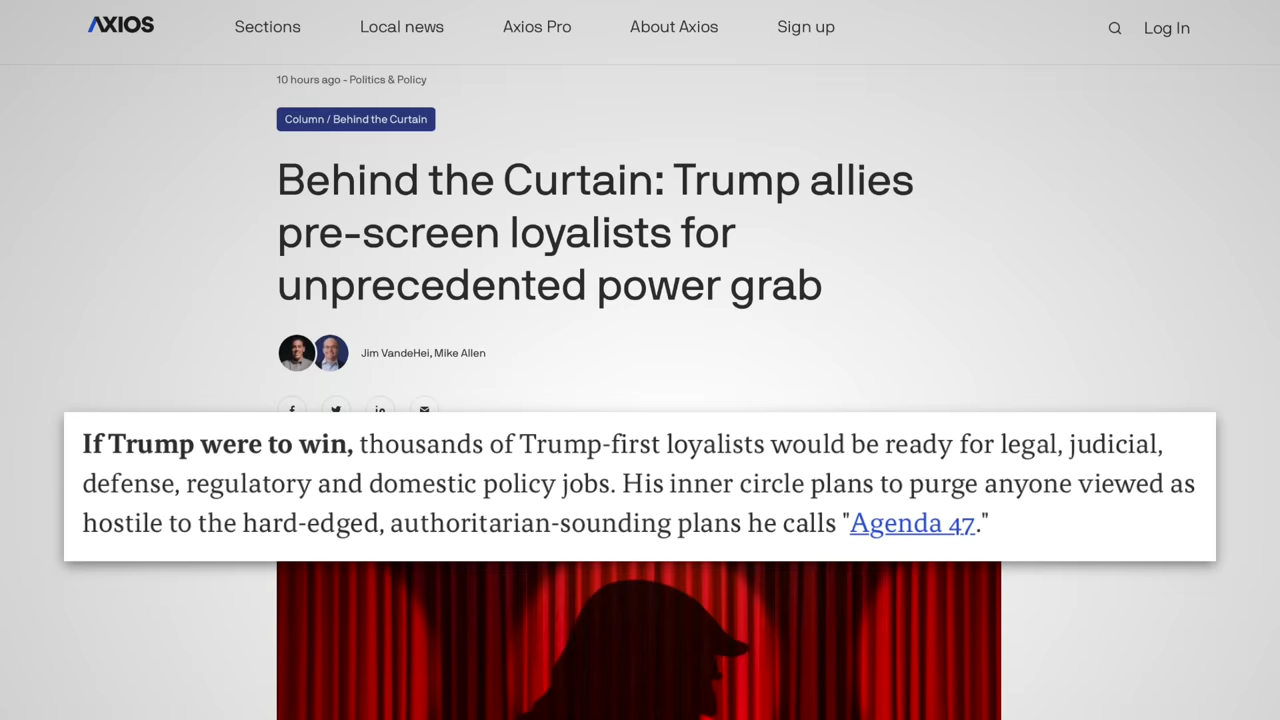 AXIOS
Sections
Local news
Axios Pro
About Axios
Sign up
Log In
10 hours ago - Politics & Policy
Column / Behind the Curtain
Behind the Curtain: Trump allies
pre-screen loyalists for
unprecedented power grab
Jim VandeHei, Mike Allen
If Trump were to win, thousands of Trump-first loyalists would be ready for legal, judicial,
defense, regulatory and domestic policy jobs. His inner circle plans to purge anyone viewed as
hostile to the hard-edged, authoritarian-sounding plans he calls "Agenda 47."